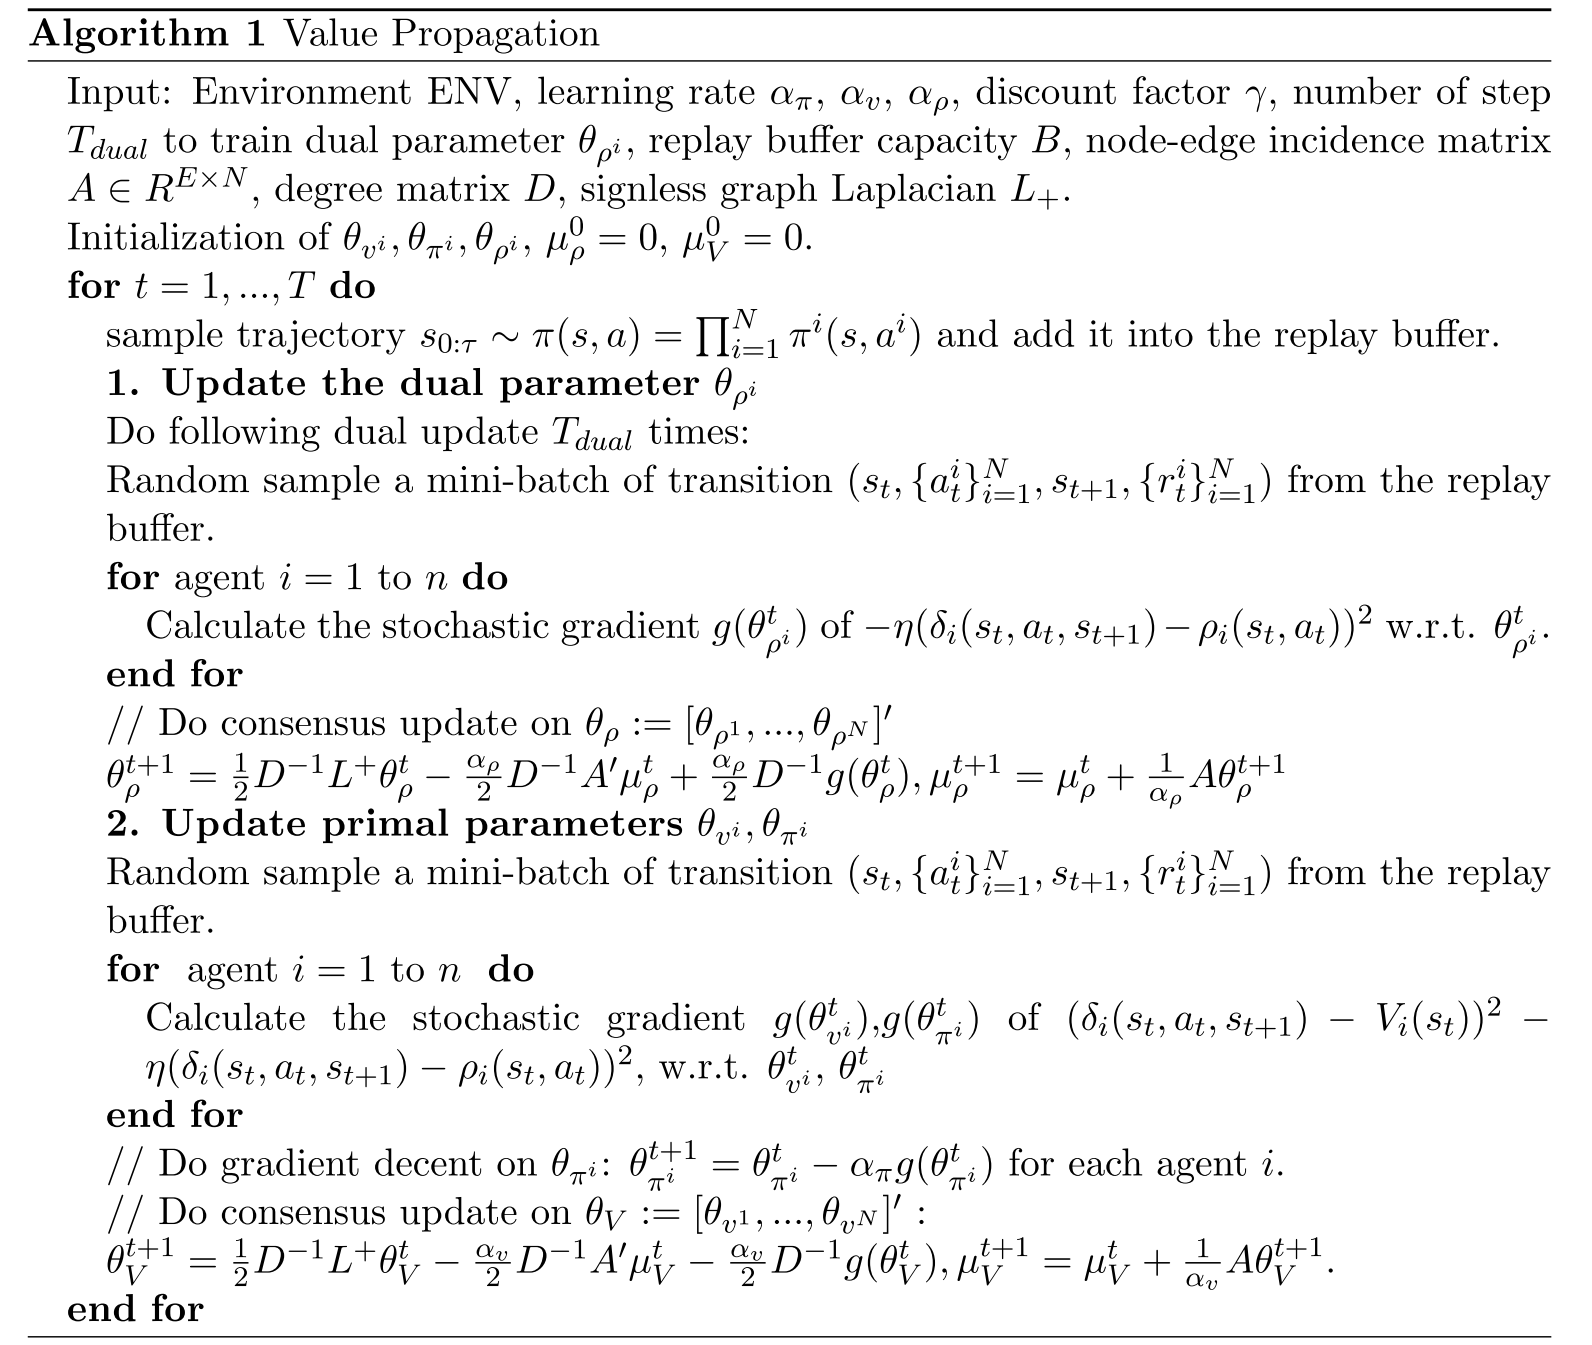 Algorithm 1 Value Propagation
Input: Environment ENV, learning rate $\alpha_\pi$, $\alpha_v$, $\alpha_\rho$, discount factor $\gamma$, number of step
$T_{dual}$ to train dual parameter $\theta_{\rho^i}$, replay buffer capacity $B$, node-edge incidence matrix
$A \in R^{E \times N}$, degree matrix $D$, signless graph Laplacian $L_+$.
Initialization of $\theta_{v^i}, \theta_{\pi^i}, \theta_{\rho^i}$, $\mu_\rho^0 = 0$, $\mu_V^0 = 0$.
for $t = 1, ..., T$ do
sample trajectory $s_{0:\tau} \sim \pi(s, a) = \prod_{i=1}^N \pi^i(s, a^i)$ and add it into the replay buffer.
1. Update the dual parameter $\theta_{\rho^i}$
Do following dual update $T_{dual}$ times:
Random sample a mini-batch of transition $(s_t, \{a_t^i\}_{i=1}^N, s_{t+1}, \{r_t^i\}_{i=1}^N)$ from the replay
buffer.
for agent $i = 1$ to $n$ do
Calculate the stochastic gradient $g(\theta_{\rho^i}^t)$ of $-\eta(\delta_i(s_t, a_t, s_{t+1}) - \rho_i(s_t, a_t))^2$ w.r.t. $\theta_{\rho^i}^t$.
end for
// Do consensus update on $\theta_\rho := [\theta_{\rho^1}, ..., \theta_{\rho^N}]'$
$\theta_\rho^{t+1} = \frac{1}{2} D^{-1} L^+ \theta_\rho^t - \frac{\alpha_\rho}{2} D^{-1} A' \mu_\rho^t + \frac{\alpha_\rho}{2} D^{-1} g(\theta_\rho^t), \mu_\rho^{t+1} = \mu_\rho^t + \frac{1}{\alpha_\rho} A \theta_\rho^{t+1}$
2. Update primal parameters $\theta_{v^i}, \theta_{\pi^i}$
Random sample a mini-batch of transition $(s_t, \{a_t^i\}_{i=1}^N, s_{t+1}, \{r_t^i\}_{i=1}^N)$ from the replay
buffer.
for agent $i = 1$ to $n$ do
Calculate the stochastic gradient $g(\theta_{v^i}^t)$,$g(\theta_{\pi^i}^t)$ of $(\delta_i(s_t, a_t, s_{t+1}) - V_i(s_t))^2 -$
$\eta(\delta_i(s_t, a_t, s_{t+1}) - \rho_i(s_t, a_t))^2$, w.r.t. $\theta_{v^i}^t$, $\theta_{\pi^i}^t$
end for
// Do gradient decent on $\theta_{\pi^i}$: $\theta_{\pi^i}^{t+1} = \theta_{\pi^i}^t - \alpha_\pi g(\theta_{\pi^i}^t)$ for each agent $i$.
// Do consensus update on $\theta_V := [\theta_{v^1}, ..., \theta_{v^N}]'$ :
$\theta_V^{t+1} = \frac{1}{2} D^{-1} L^+ \theta_V^t - \frac{\alpha_v}{2} D^{-1} A' \mu_V^t - \frac{\alpha_v}{2} D^{-1} g(\theta_V^t), \mu_V^{t+1} = \mu_V^t + \frac{1}{\alpha_v} A \theta_V^{t+1}$.
end for